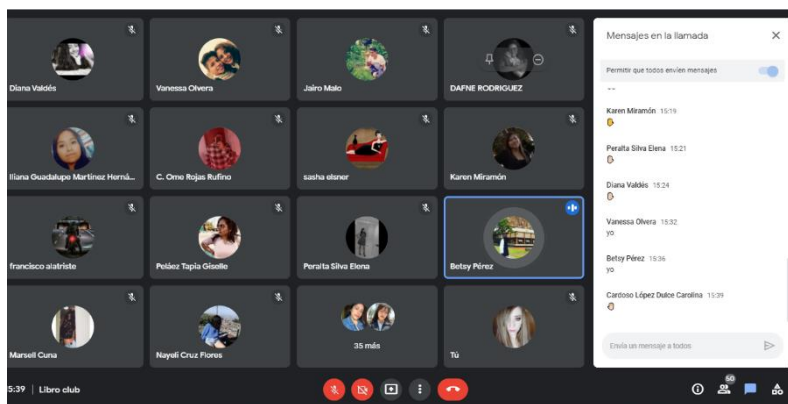 Diana Valdés
Vanessa Olvera
Jairo Malo
DAFNE RODRIGUEZ
Iliana Guadalupe Martínez Herná...
C. Ome Rojas Rufino
sasha elsner
Karen Miramón
francisco alatriste
Peláez Tapia Giselle
Peralta Silva Elena
Betsy Pérez
Marsell Cuna
Nayeli Cruz Flores
35 más
Tú
5:39 | Libro club
60
Mensajes en la llamada
Permitir que todos envíen mensajes
Karen Miramón 15:19
Peralta Silva Elena 15:21
Diana Valdés 15:24
Vanessa Olvera 15:32
yo
Betsy Pérez 15:36
yo
Cardoso López Dulce Carolina 15:39
Envía un mensaje a todos